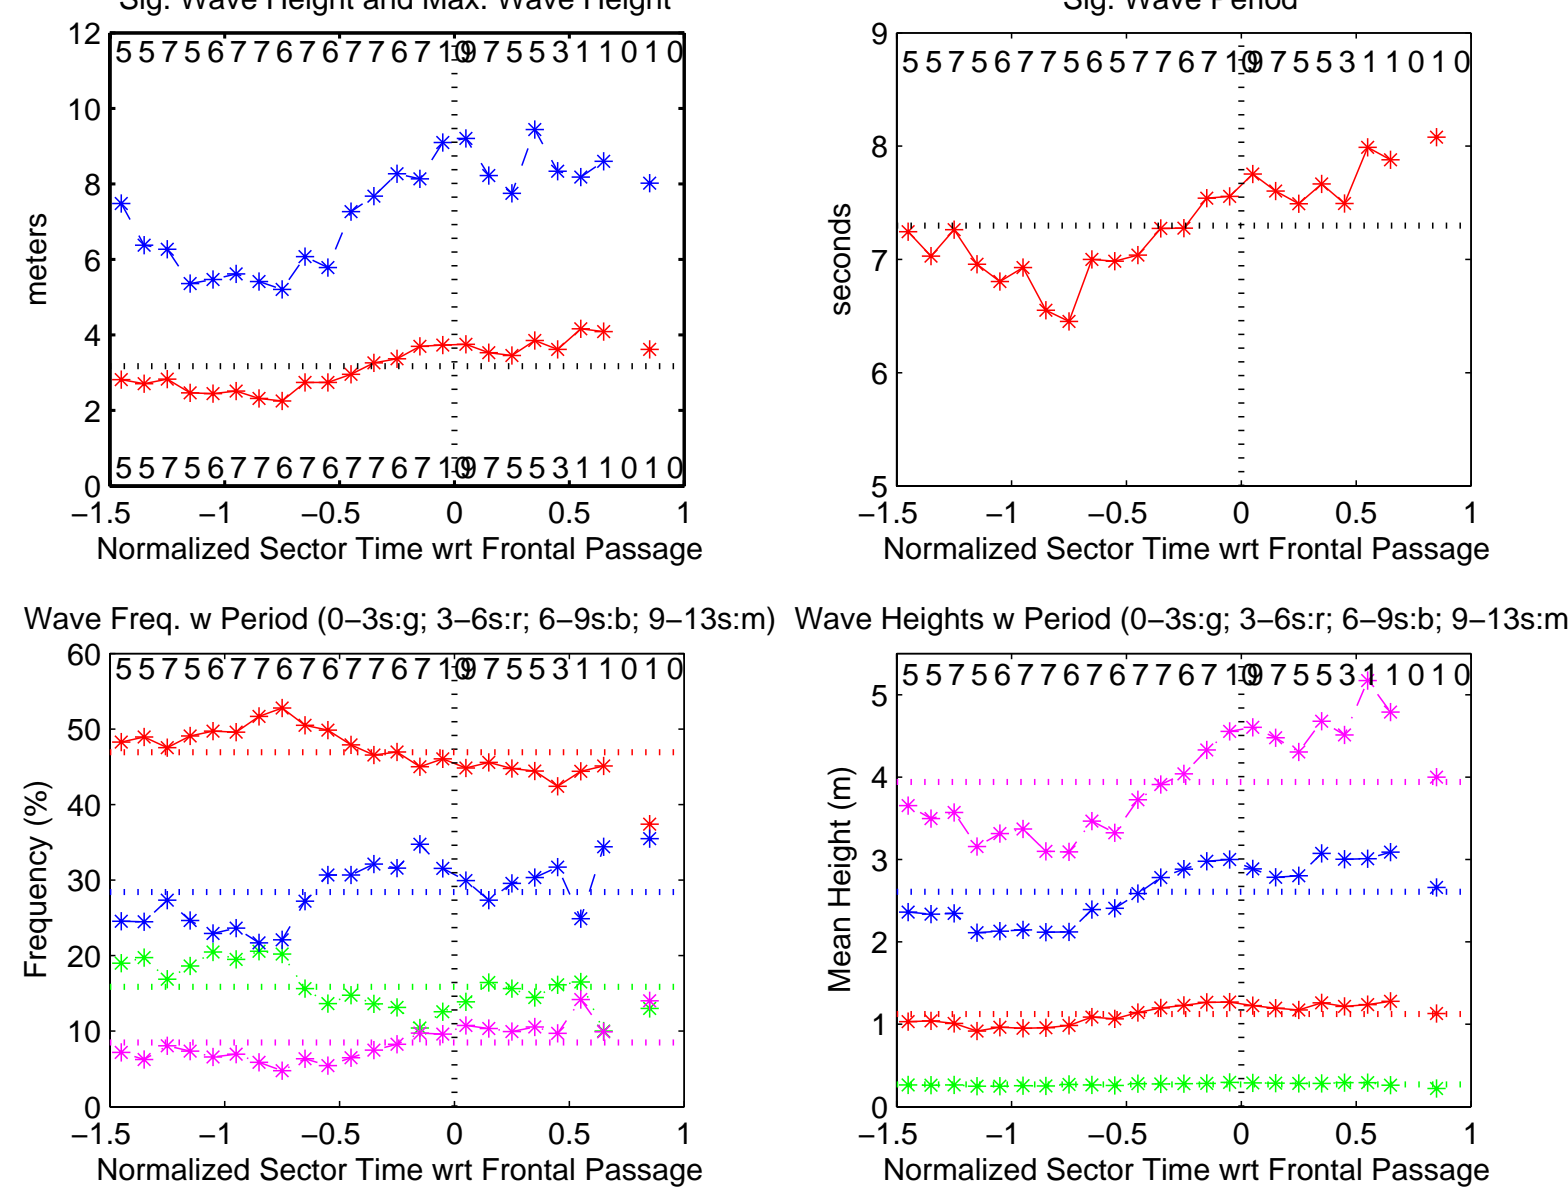 Sig. Wave Height and Max. Wave Height
12
5 5 7 5 6 7 7 6 7 6 7 7 6 7 10 9 7 5 5 3 1 1 0 1 0
10
8
6
4
2
0
5 5 7 5 6 7 7 6 7 6 7 7 6 7 10 9 7 5 5 3 1 1 0 1 0
meters
−1.5 −1 −0.5 0 0.5 1
Normalized Sector Time wrt Frontal Passage
Sig. Wave Period
9
5 5 7 5 6 7 7 5 6 5 7 7 6 7 10 9 7 5 5 3 1 1 0 1 0
8
7
6
5
seconds
−1.5 −1 −0.5 0 0.5 1
Normalized Sector Time wrt Frontal Passage
Wave Freq. w Period (0−3s:g; 3−6s:r; 6−9s:b; 9−13s:m)
60
5 5 7 5 6 7 7 6 7 6 7 7 6 7 10 9 7 5 5 3 1 1 0 1 0
50
40
30
20
10
0
Frequency (%)
−1.5 −1 −0.5 0 0.5 1
Normalized Sector Time wrt Frontal Passage
Wave Heights w Period (0−3s:g; 3−6s:r; 6−9s:b; 9−13s:m
5 5 7 5 6 7 7 6 7 6 7 7 6 7 10 9 7 5 5 3 1 1 0 1 0
5
4
3
2
1
0
Mean Height (m)
−1.5 −1 −0.5 0 0.5 1
Normalized Sector Time wrt Frontal Passage